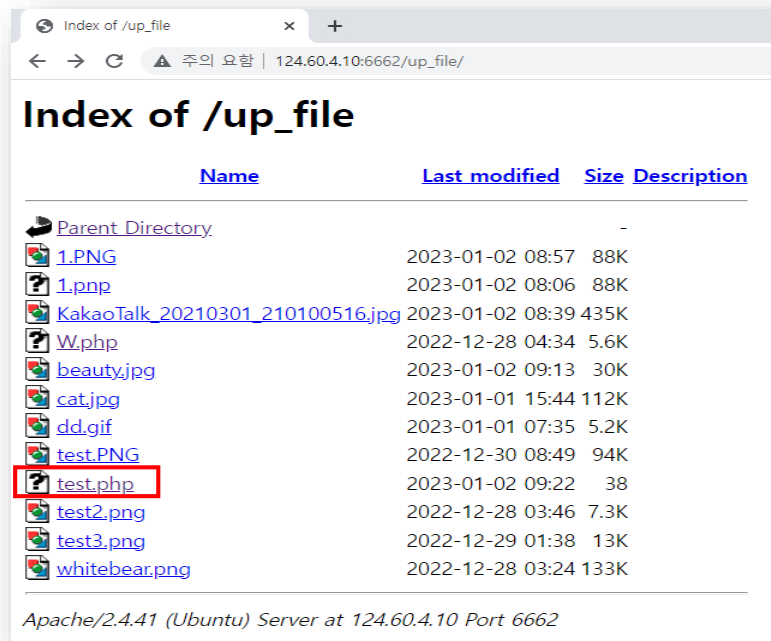 Index of /up_file
주의 요함 | 124.60.4.10:6662/up_file/
Index of /up_file
Name Last modified Size Description
Parent Directory -
1.PNG 2023-01-02 08:57 88K
1.pnp 2023-01-02 08:06 88K
KakaoTalk_20210301_210100516.jpg 2023-01-02 08:39 435K
W.php 2022-12-28 04:34 5.6K
beauty.jpg 2023-01-02 09:13 30K
cat.jpg 2023-01-01 15:44 112K
dd.gif 2023-01-01 07:35 5.2K
test.PNG 2022-12-30 08:49 94K
test.php 2023-01-02 09:22 38
test2.png 2022-12-28 03:46 7.3K
test3.png 2022-12-29 01:38 13K
whitebear.png 2022-12-28 03:24 133K
Apache/2.4.41 (Ubuntu) Server at 124.60.4.10 Port 6662